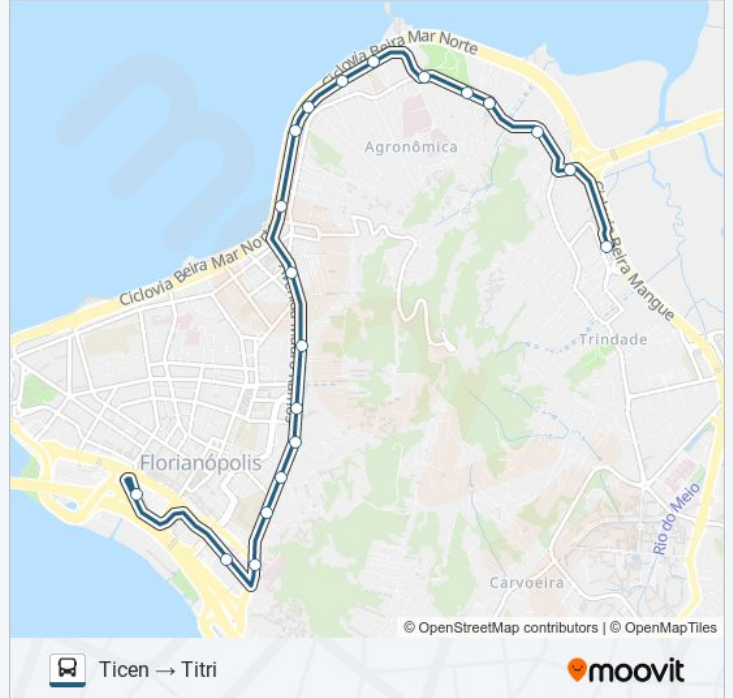 Ciclovia Beira Mar Norte
Agronômica
Ciclovia Beira Mar Norte
Beira Mangue
Trindade
Florianópolis
Rio do Meio
Carvoeira
© OpenStreetMap contributors | © OpenMapTiles
Ticen → Titri
moovit